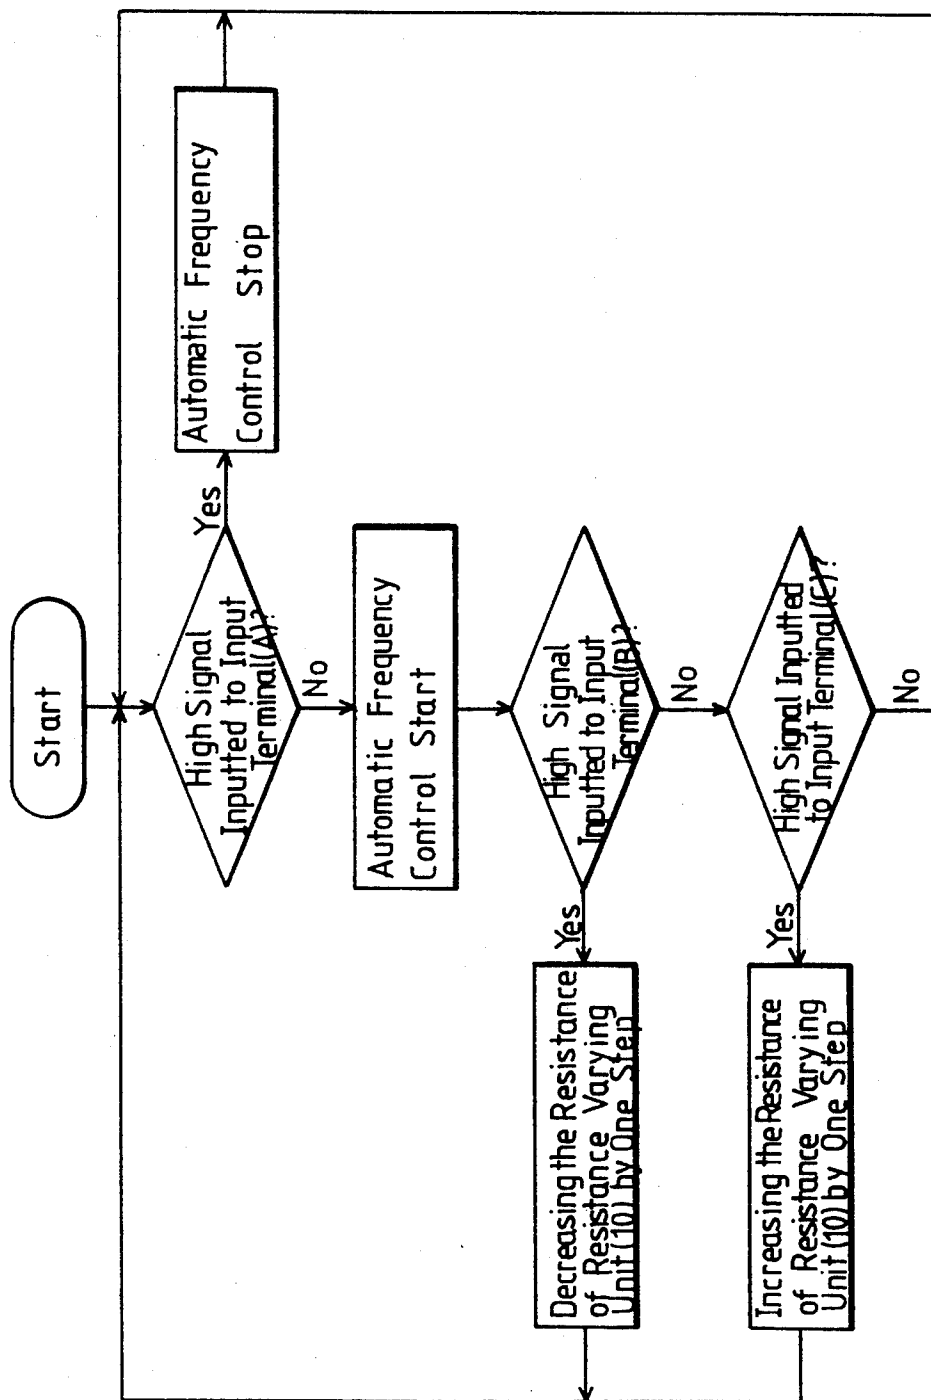 Start
High Signal
Inputted to Input
Terminal(A)?
Yes
Automatic Frequency
Control Stop
No
Automatic Frequency
Control Start
High Signal
Inputted to Input
Terminal(B)?
Yes
Decreasing the Resistance
of Resistance Varying
Unit(10) by One Step
No
High Signal Inputted
to Input Terminal(C)?
Yes
Increasing the Resistance
of Resistance Varying
Unit(10) by One Step
No